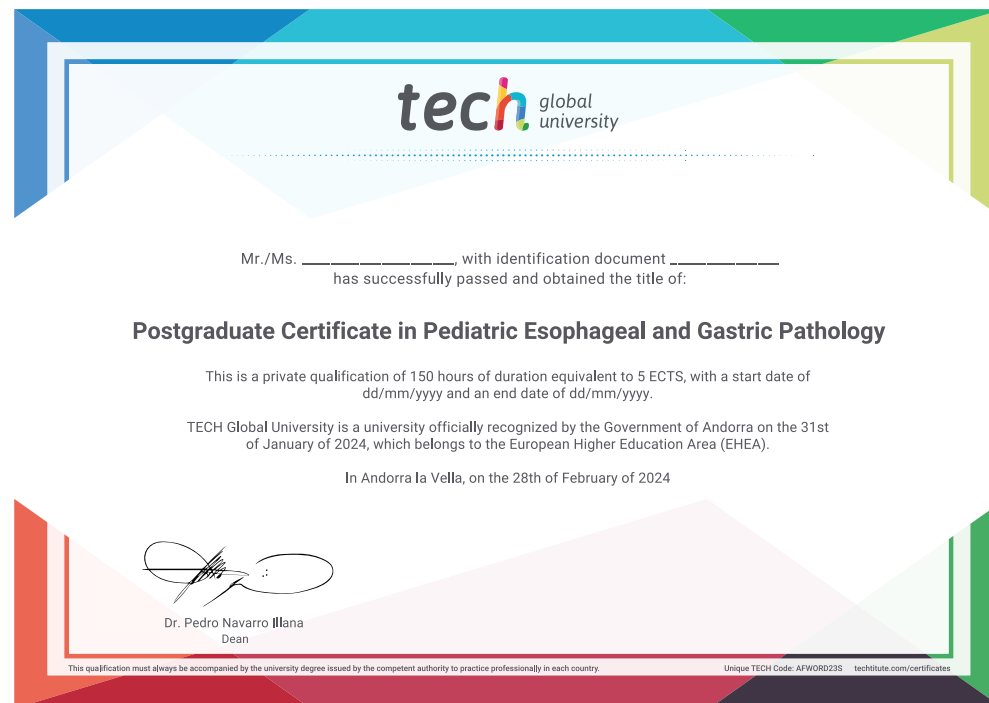 tech global
university
Mr./Ms. ____________________, with identification document ______________
has successfully passed and obtained the title of:
Postgraduate Certificate in Pediatric Esophageal and Gastric Pathology
This is a private qualification of 150 hours of duration equivalent to 5 ECTS, with a start date of
dd/mm/yyyy and an end date of dd/mm/yyyy.
TECH Global University is a university officially recognized by the Government of Andorra on the 31st
of January of 2024, which belongs to the European Higher Education Area (EHEA).
In Andorra la Vella, on the 28th of February of 2024
Dr. Pedro Navarro Illana
Dean
This qualification must always be accompanied by the university degree issued by the competent authority to practice professionally in each country. Unique TECH Code: AFWORD23S techtitute.com/certificates